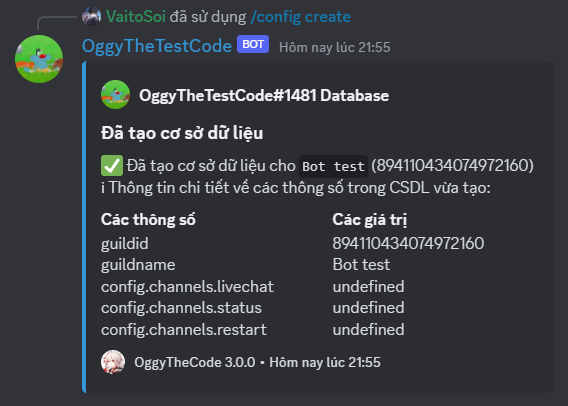 VaitoSoi đã sử dụng /config create
OggyTheTestCode BOT Hôm nay lúc 21:55
OggyTheTestCode#1481 Database
Đã tạo cơ sở dữ liệu
✅ Đã tạo cơ sở dữ liệu cho Bot test (894110434074972160)
i Thông tin chi tiết về các thông số trong CSDL vừa tạo:
Các thông số Các giá trị
guildid 894110434074972160
guildname Bot test
config.channels.livechat undefined
config.channels.status undefined
config.channels.restart undefined
OggyTheCode 3.0.0 • Hôm nay lúc 21:55